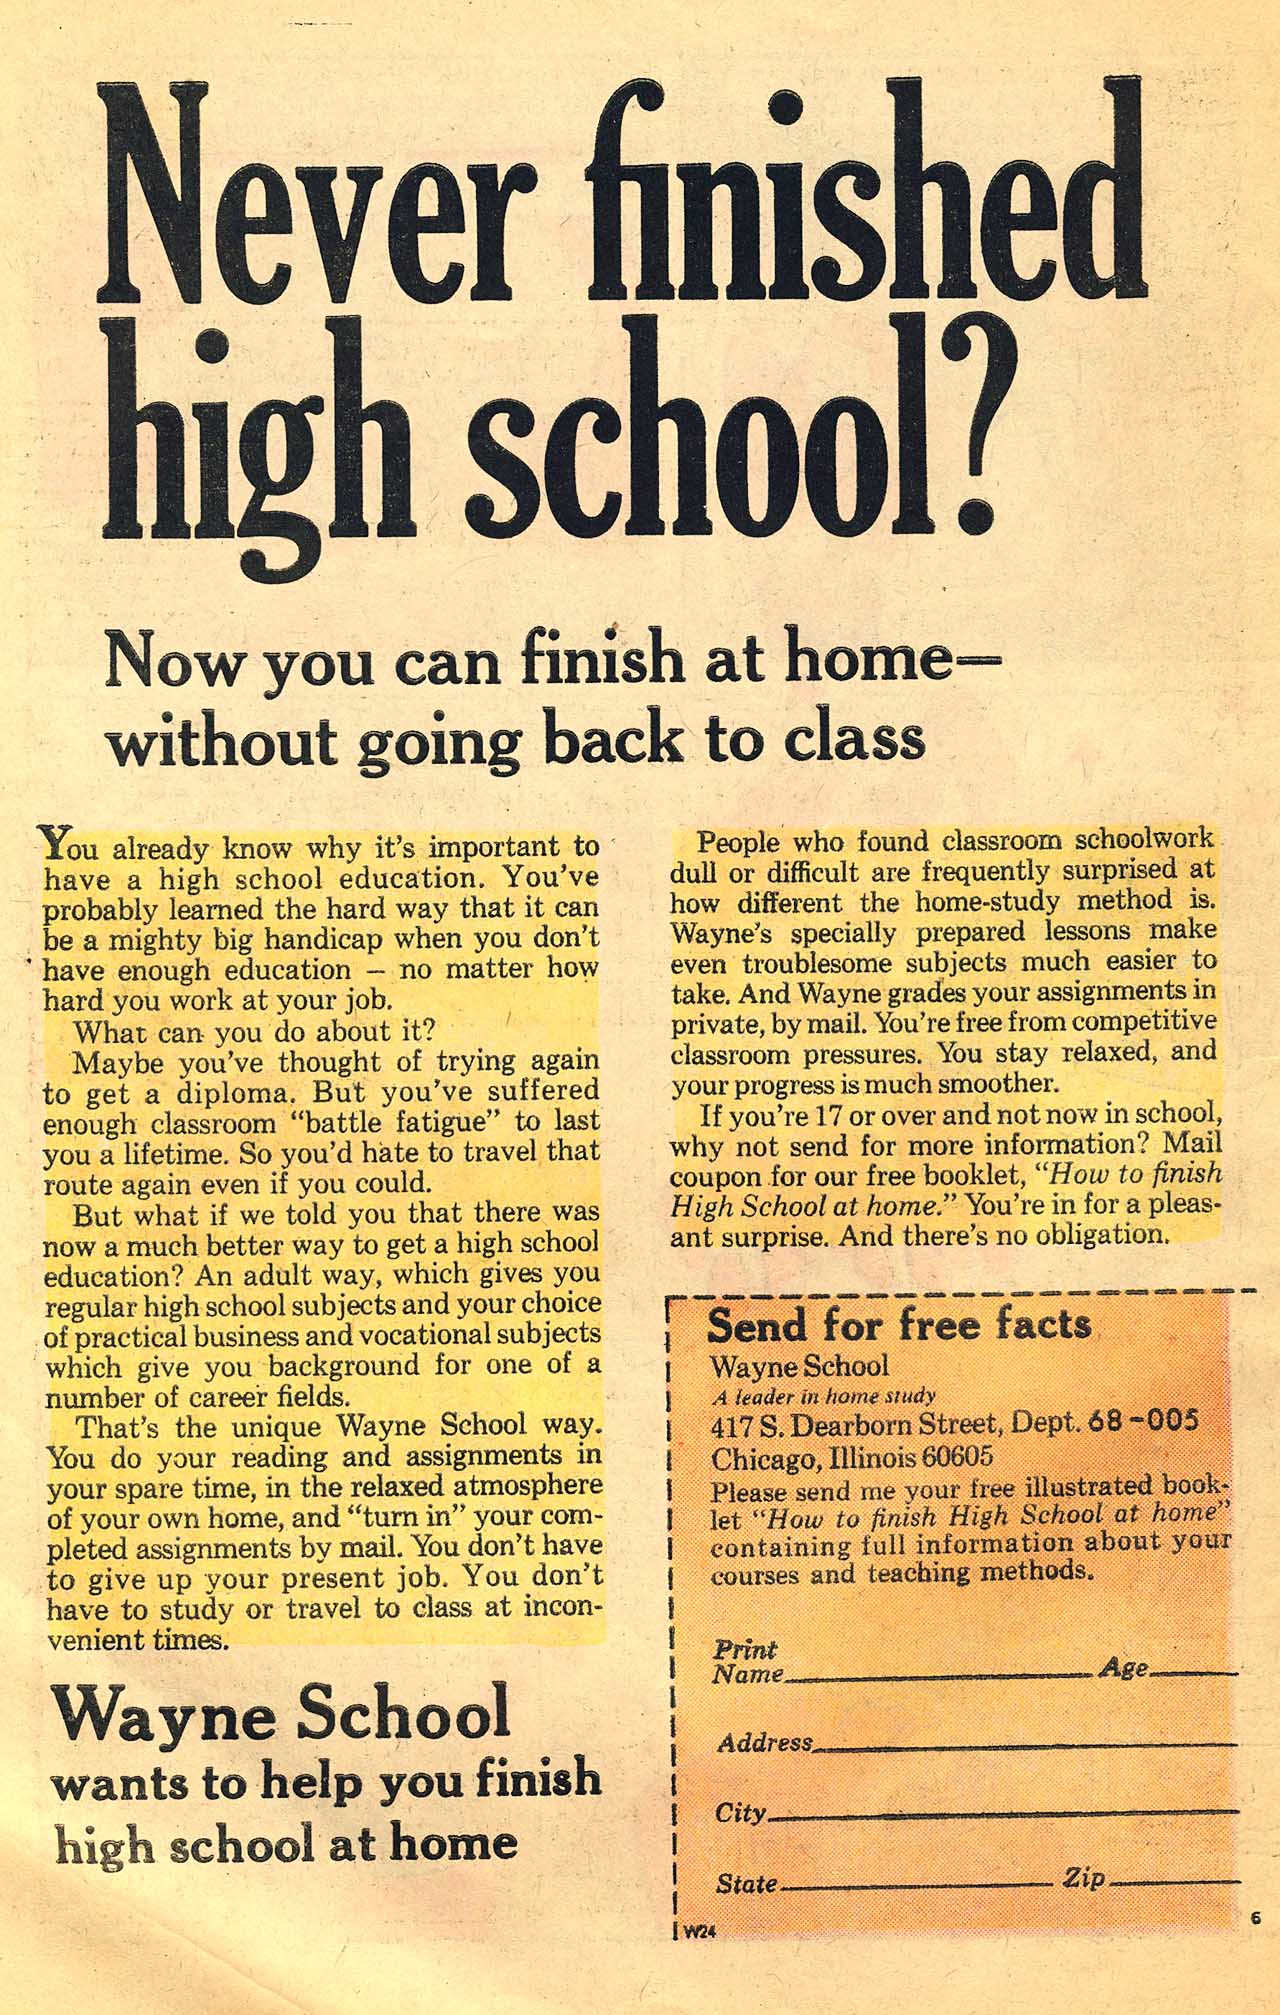 Never finished
high school?
Now you can finish at home—
without going back to class
You already know why it's important to
have a high school education. You've
probably learned the hard way that it can
be a mighty big handicap when you don't
have enough education – no matter how
hard you work at your job.
What can you do about it?
Maybe you've thought of trying again
to get a diploma. But you've suffered
enough classroom "battle fatigue" to last
you a lifetime. So you'd hate to travel that
route again even if you could.
But what if we told you that there was
now a much better way to get a high school
education? An adult way, which gives you
regular high school subjects and your choice
of practical business and vocational subjects
which give you background for one of a
number of career fields.
That's the unique Wayne School way.
You do your reading and assignments in
your spare time, in the relaxed atmosphere
of your own home, and "turn in" your com-
pleted assignments by mail. You don't have
to give up your present job. You don't
have to study or travel to class at incon-
venient times.
Wayne School
wants to help you finish
high school at home
People who found classroom schoolwork
dull or difficult are frequently surprised at
how different the home-study method is.
Wayne's specially prepared lessons make
even troublesome subjects much easier to
take. And Wayne grades your assignments in
private, by mail. You're free from competitive
classroom pressures. You stay relaxed, and
your progress is much smoother.
If you're 17 or over and not now in school,
why not send for more information? Mail
coupon for our free booklet, "How to finish
High School at home." You're in for a pleas-
ant surprise. And there's no obligation.
Send for free facts
Wayne School
A leader in home study
417 S. Dearborn Street, Dept. 68-005
Chicago, Illinois 60605
Please send me your free illustrated book-
let "How to finish High School at home"
containing full information about your
courses and teaching methods.
Print
Name Age
Address
City
State Zip
W24
6